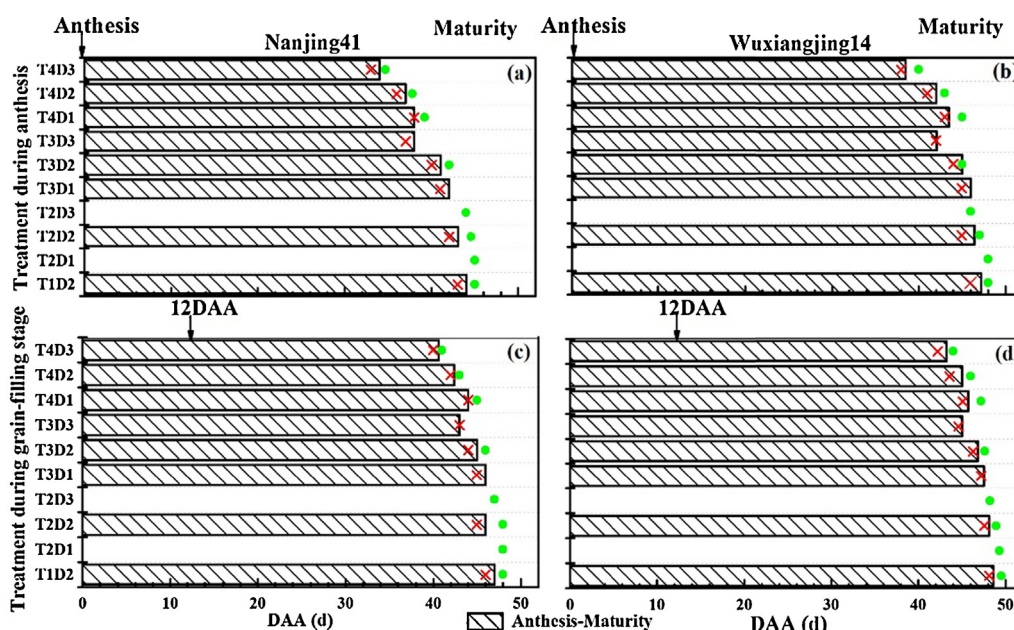 Anthesis
Nanjing41
Maturity
Wuxiangjing14
Anthesis
Maturity
Treatment during anthesis
T4D3
T4D2
T4D1
T3D3
T3D2
T3D1
T2D3
T2D2
T2D1
T1D2
(a)
(b)
12DAA
12DAA
Treatment during grain-filling stage
T4D3
T4D2
T4D1
T3D3
T3D2
T3D1
T2D3
T2D2
T2D1
T1D2
(c)
(d
0 10 20 30 40 50
0 10 20 30 40 50
DAA (d)
Anthesis-Maturity
DAA (d)